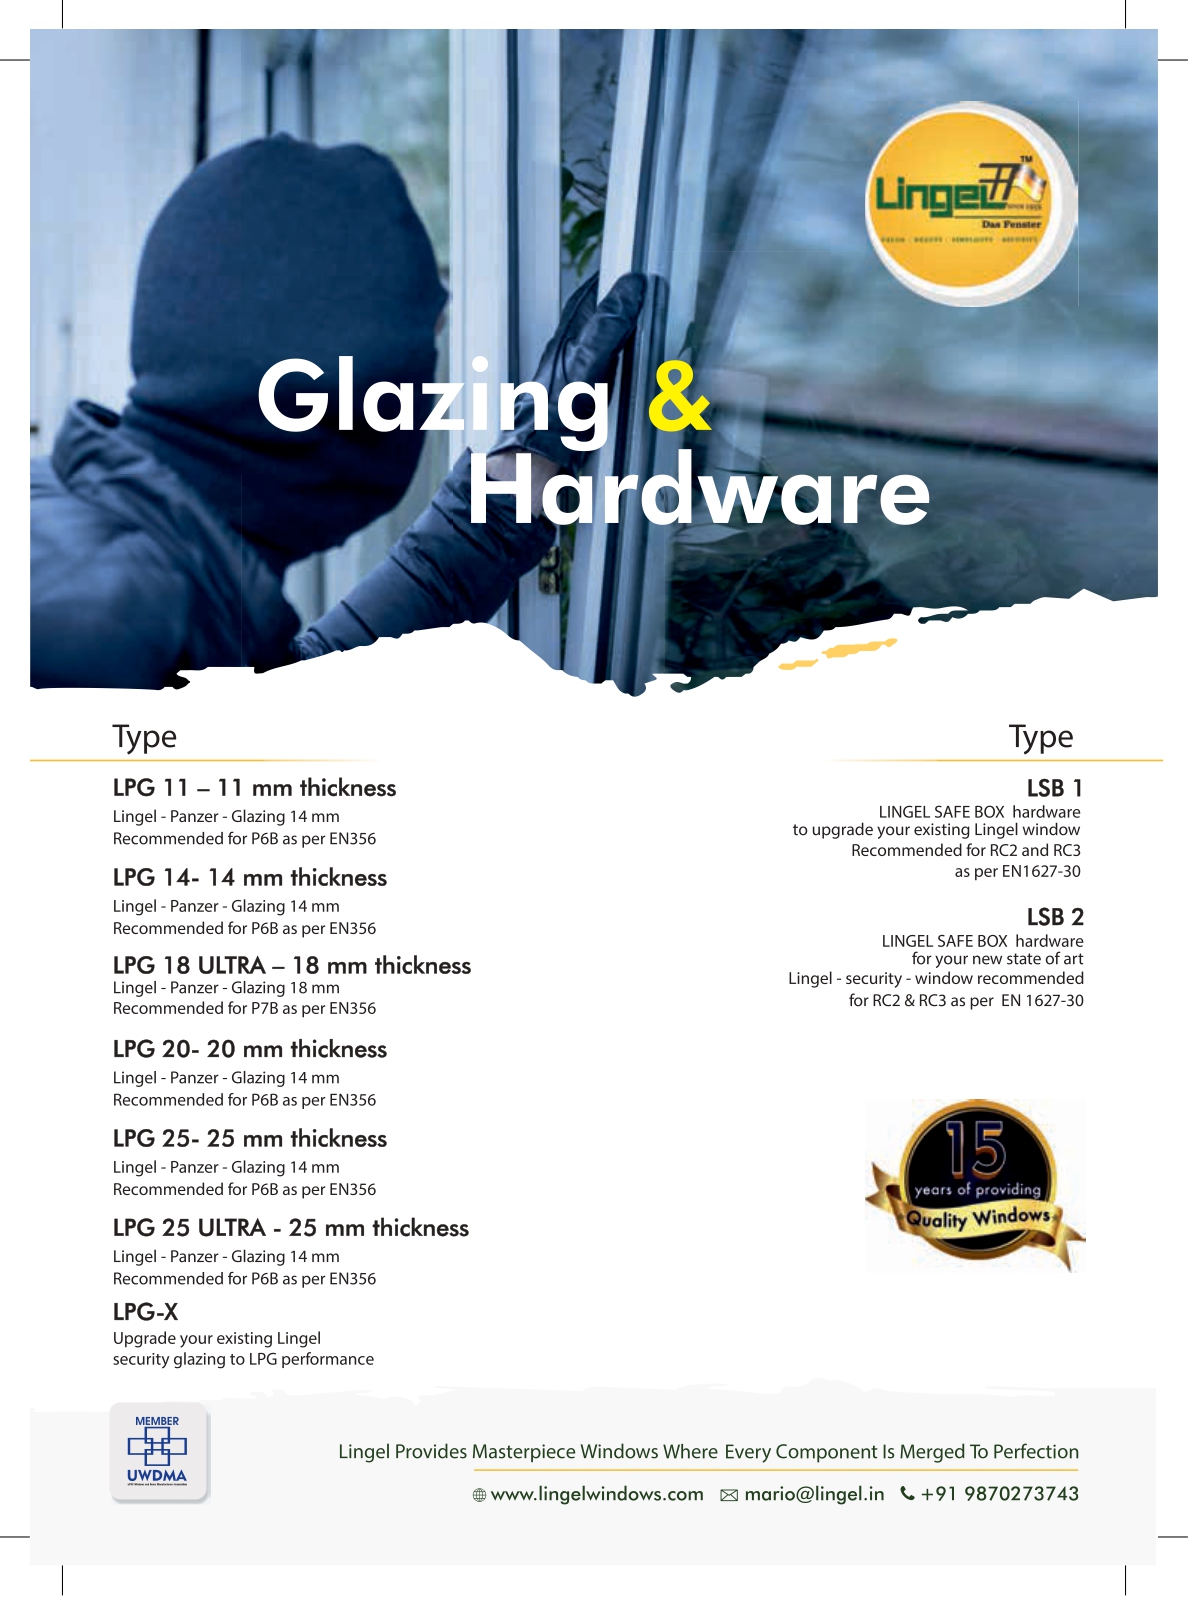 Lingel
TM
SINCE 1915
Das Fenster
Glazing &
Hardware
Type
LPG 11 – 11 mm thickness
Lingel - Panzer - Glazing 14 mm
Recommended for P6B as per EN356
LPG 14- 14 mm thickness
Lingel - Panzer - Glazing 14 mm
Recommended for P6B as per EN356
LPG 18 ULTRA – 18 mm thickness
Lingel - Panzer - Glazing 18 mm
Recommended for P7B as per EN356
LPG 20- 20 mm thickness
Lingel - Panzer - Glazing 14 mm
Recommended for P6B as per EN356
LPG 25- 25 mm thickness
Lingel - Panzer - Glazing 14 mm
Recommended for P6B as per EN356
LPG 25 ULTRA - 25 mm thickness
Lingel - Panzer - Glazing 14 mm
Recommended for P6B as per EN356
LPG-X
Upgrade your existing Lingel
security glazing to LPG performance
Type
LSB 1
LINGEL SAFE BOX hardware
to upgrade your existing Lingel window
Recommended for RC2 and RC3
as per EN1627-30
LSB 2
LINGEL SAFE BOX hardware
for your new state of art
Lingel - security - window recommended
for RC2 & RC3 as per EN 1627-30
15
years of providing
Quality Windows
MEMBER
UWDMA
Lingel Provides Masterpiece Windows Where Every Component Is Merged To Perfection
www.lingelwindows.com mario@lingel.in +91 9870273743